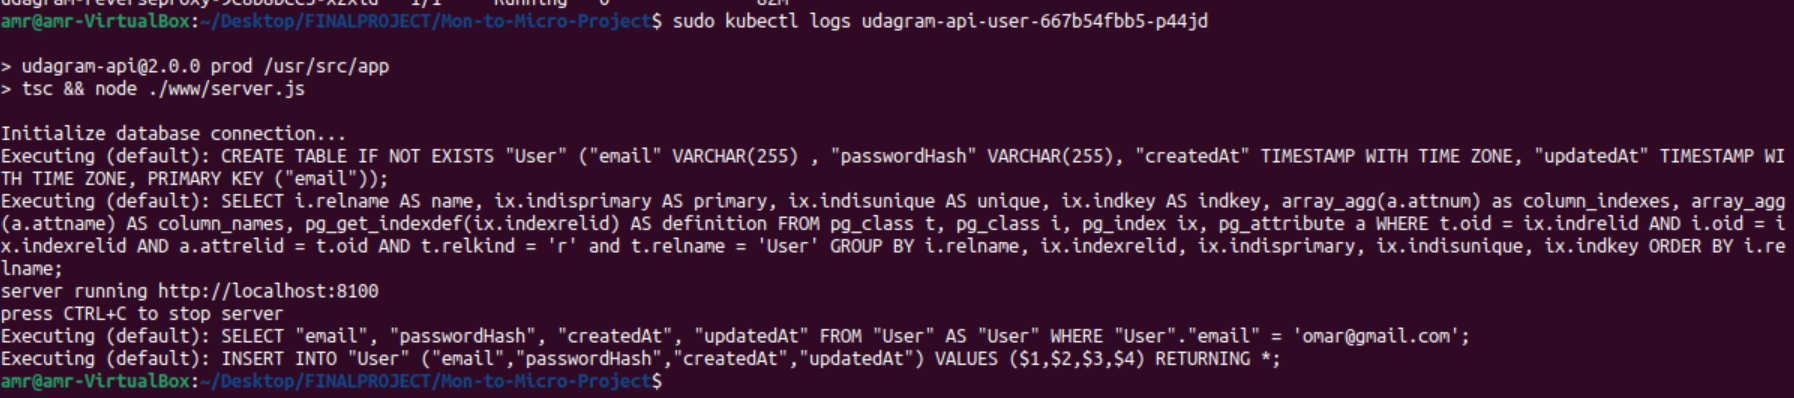 amr@amr-VirtualBox:~/Desktop/FINALPROJECT/Mon-to-Micro-Project$ sudo kubectl logs udagram-api-user-667b54fbb5-p44jd
> udagram-api@2.0.0 prod /usr/src/app
> tsc && node ./www/server.js
Initialize database connection...
Executing (default): CREATE TABLE IF NOT EXISTS "User" ("email" VARCHAR(255) , "passwordHash" VARCHAR(255), "createdAt" TIMESTAMP WITH TIME ZONE, "updatedAt" TIMESTAMP WI
TH TIME ZONE, PRIMARY KEY ("email"));
Executing (default): SELECT i.relname AS name, ix.indisprimary AS primary, ix.indisunique AS unique, ix.indkey AS indkey, array_agg(a.attnum) as column_indexes, array_agg
(a.attname) AS column_names, pg_get_indexdef(ix.indexrelid) AS definition FROM pg_class t, pg_class i, pg_index ix, pg_attribute a WHERE t.oid = ix.indrelid AND i.oid = i
x.indexrelid AND a.attrelid = t.oid AND t.relkind = 'r' and t.relname = 'User' GROUP BY i.relname, ix.indexrelid, ix.indisprimary, ix.indisunique, ix.indkey ORDER BY i.re
lname;
server running http://localhost:8100
press CTRL+C to stop server
Executing (default): SELECT "email", "passwordHash", "createdAt", "updatedAt" FROM "User" AS "User" WHERE "User"."email" = 'omar@gmail.com';
Executing (default): INSERT INTO "User" ("email","passwordHash","createdAt","updatedAt") VALUES ($1,$2,$3,$4) RETURNING *;
amr@amr-VirtualBox:~/Desktop/FINALPROJECT/Mon-to-Micro-Project$